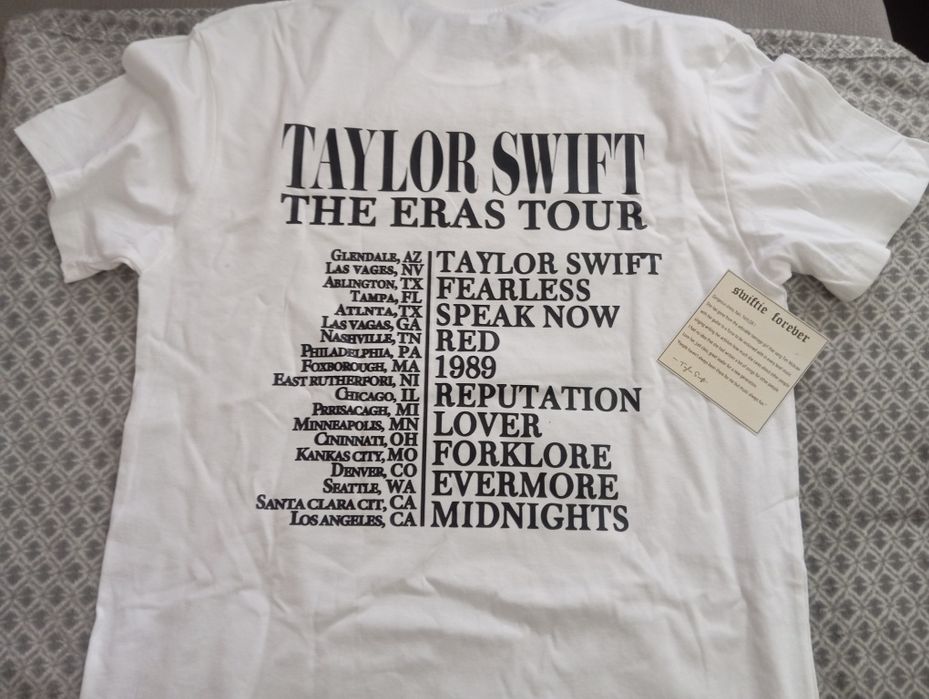 TAYLOR SWIFT
THE ERAS TOUR
GLENDALE, AZ
LAS VAGES, NV
ABLINGTON, TX
TAMPA, FL
ATLNTA, TX
LAS VAGAS, GA
NASHVILLE, TN
PHILADELPHIA, PA
FOXBOROUGH, MA
EAST RUTHERFORI, NI
CHICAGO, IL
PRRISACAGH, MI
MINNEAPOLIS, MN
CININNATI, OH
KANKAS CITY, MO
DENVER, CO
SEATTLE, WA
SANTA CLARA CIT, CA
LOS ANGELES, CA
TAYLOR SWIFT
FEARLESS
SPEAK NOW
RED
1989
REPUTATION
LOVER
FORKLORE
EVERMORE
MIDNIGHTS
swiftie forever